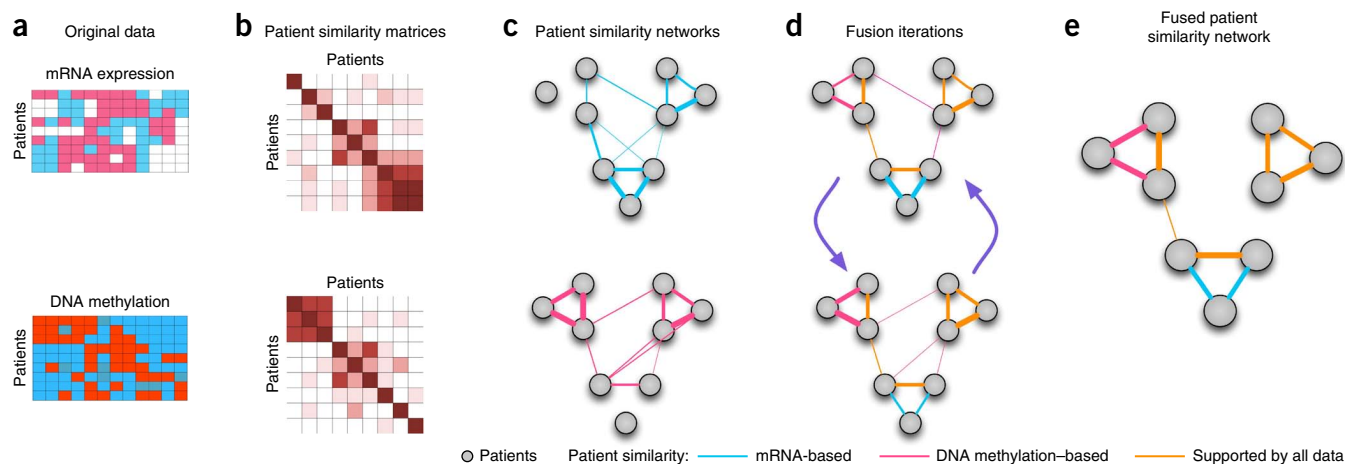 a Original data
mRNA expression
Patients
DNA methylation
Patients
b Patient similarity matrices
Patients
Patients
Patients
Patients
c Patient similarity networks
d Fusion iterations
e Fused patient
similarity network
Patients Patient similarity: mRNA-based DNA methylation–based Supported by all data